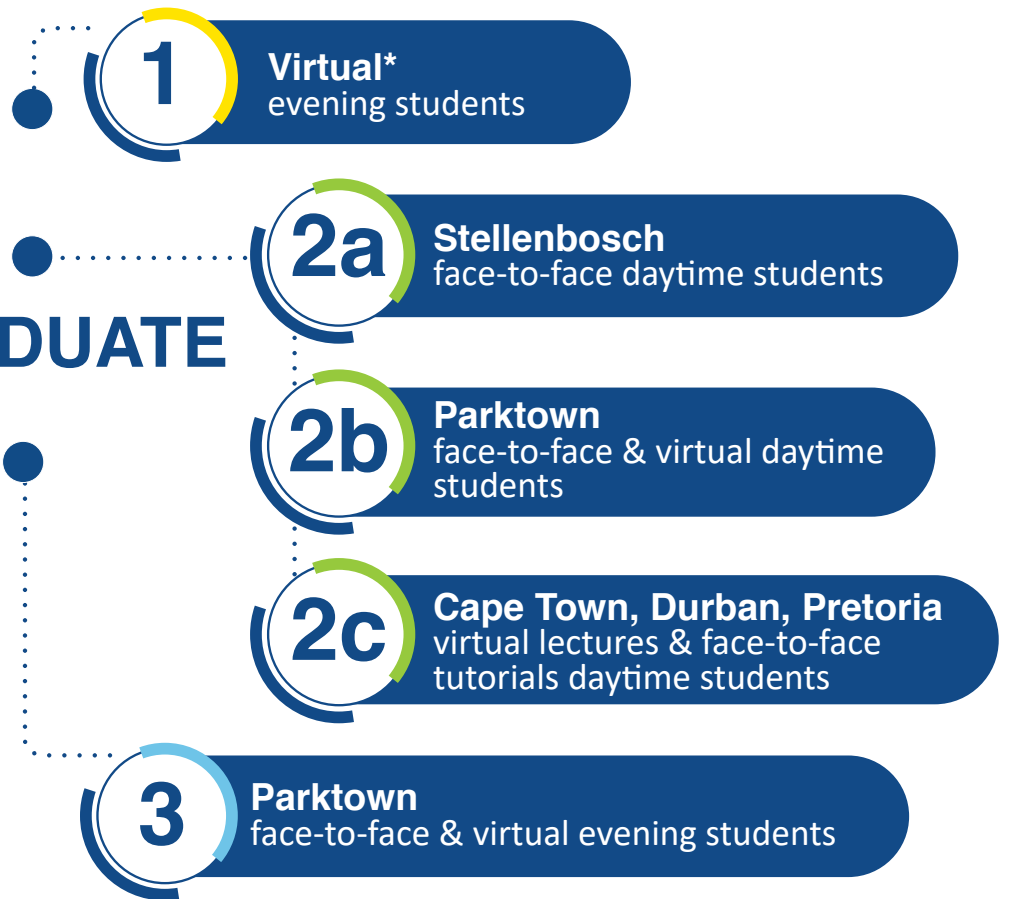 1
Virtual*
evening students
2a
Stellenbosch
face-to-face daytime students
DUATE
2b
Parktown
face-to-face & virtual daytime
students
2c
Cape Town, Durban, Pretoria
virtual lectures & face-to-face
tutorials daytime students
3
Parktown
face-to-face & virtual evening students